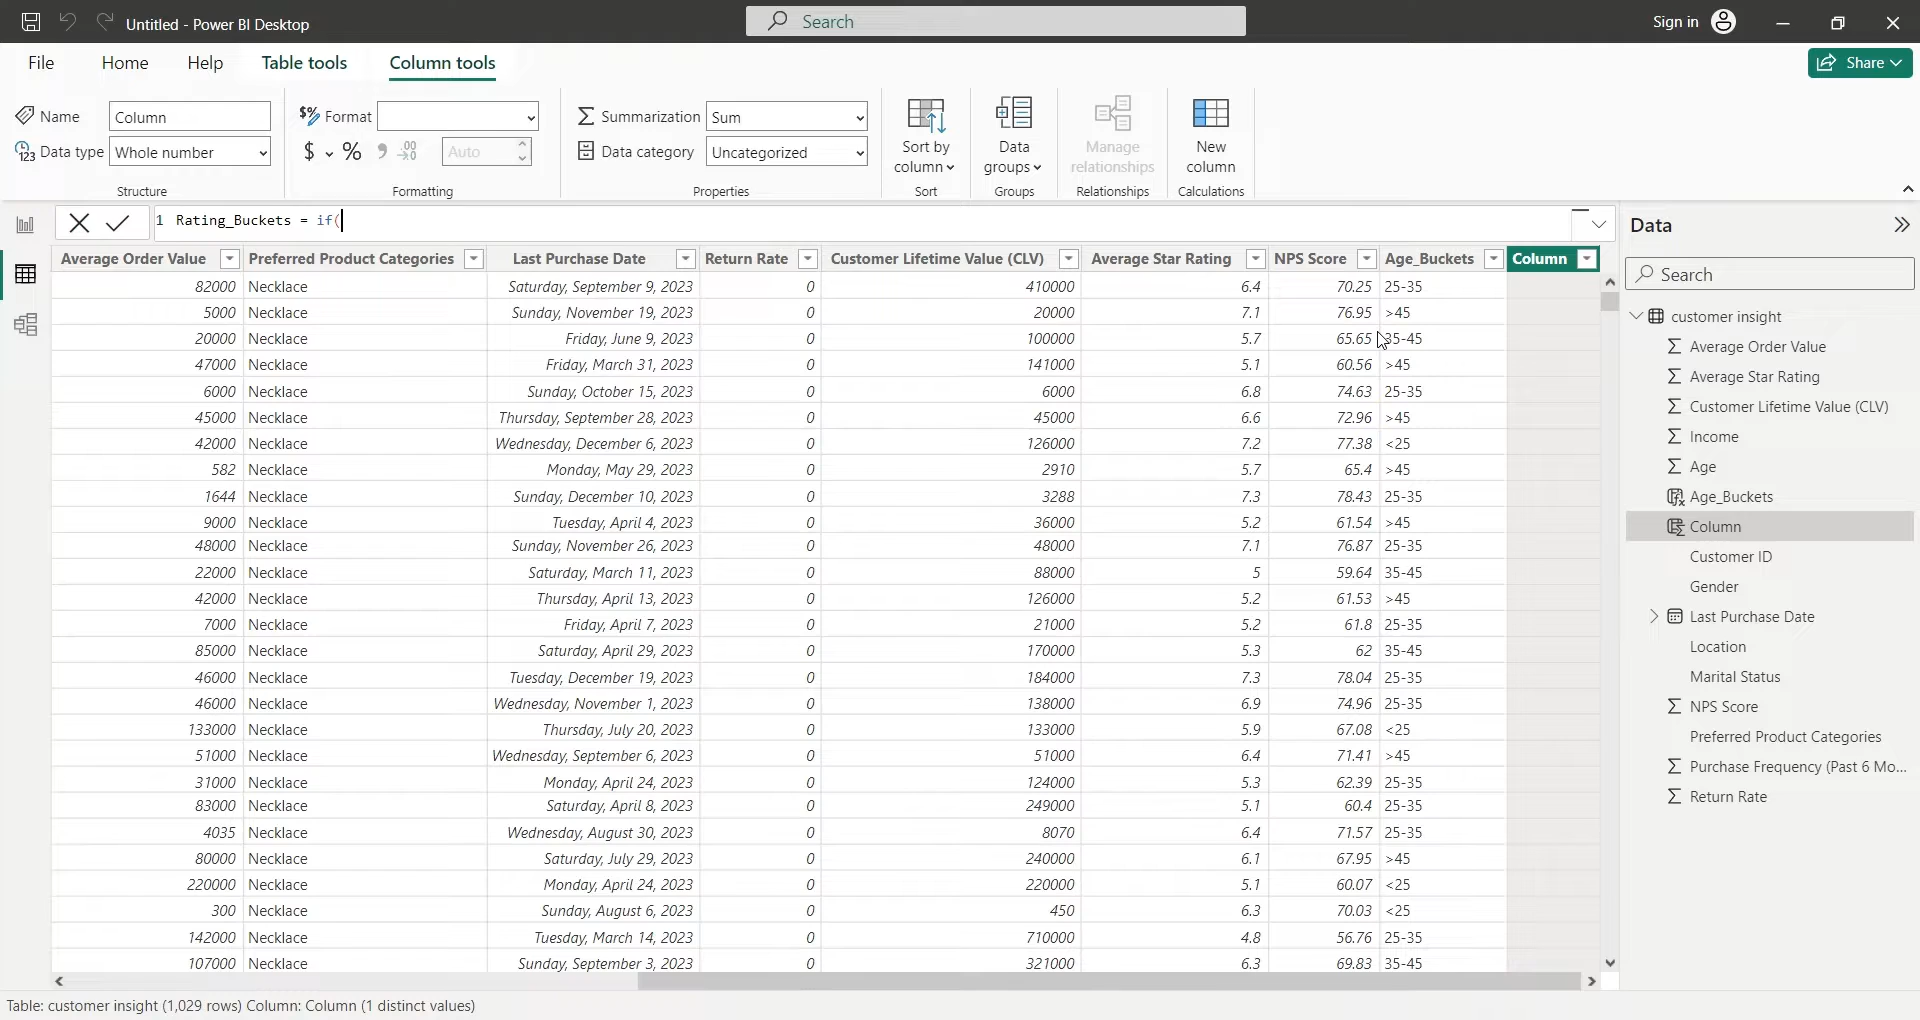 Untitled - Power BI Desktop
Search
Sign in
File Home Help Table tools Column tools
Share
Name Column
Format
Summarization Sum
Data type Whole number
$ % Auto
Data category Uncategorized
Sort by column
Data groups
Manage relationships
New column
Structure Formatting Properties Sort Groups Relationships Calculations
1 Rating_Buckets = if(
Average Order Value Preferred Product Categories Last Purchase Date Return Rate Customer Lifetime Value (CLV) Average Star Rating NPS Score Age_Buckets Column
82000 Necklace Saturday, September 9, 2023 0 410000 6.4 70.25 25-35
5000 Necklace Sunday, November 19, 2023 0 20000 7.1 76.95 >45
20000 Necklace Friday, June 9, 2023 0 100000 5.7 65.65 35-45
47000 Necklace Friday, March 31, 2023 0 141000 5.1 60.56 >45
6000 Necklace Sunday, October 15, 2023 0 6000 6.8 74.63 25-35
45000 Necklace Thursday, September 28, 2023 0 45000 6.6 72.96 >45
42000 Necklace Wednesday, December 6, 2023 0 126000 7.2 77.38 <25
582 Necklace Monday, May 29, 2023 0 2910 5.7 65.4 >45
1644 Necklace Sunday, December 10, 2023 0 3288 7.3 78.43 25-35
9000 Necklace Tuesday, April 4, 2023 0 36000 5.2 61.54 >45
48000 Necklace Sunday, November 26, 2023 0 48000 7.1 76.87 25-35
22000 Necklace Saturday, March 11, 2023 0 88000 5 59.64 35-45
42000 Necklace Thursday, April 13, 2023 0 126000 5.2 61.53 >45
7000 Necklace Friday, April 7, 2023 0 21000 5.2 61.8 25-35
85000 Necklace Saturday, April 29, 2023 0 170000 5.3 62 35-45
46000 Necklace Tuesday, December 19, 2023 0 184000 7.3 78.04 25-35
46000 Necklace Wednesday, November 1, 2023 0 138000 6.9 74.96 25-35
133000 Necklace Thursday, July 20, 2023 0 133000 5.9 67.08 <25
51000 Necklace Wednesday, September 6, 2023 0 51000 6.4 71.41 >45
31000 Necklace Monday, April 24, 2023 0 124000 5.3 62.39 25-35
83000 Necklace Saturday, April 8, 2023 0 249000 5.1 60.4 25-35
4035 Necklace Wednesday, August 30, 2023 0 8070 6.4 71.57 25-35
80000 Necklace Saturday, July 29, 2023 0 240000 6.1 67.95 >45
220000 Necklace Monday, April 24, 2023 0 220000 5.1 60.07 <25
300 Necklace Sunday, August 6, 2023 0 450 6.3 70.03 <25
142000 Necklace Tuesday, March 14, 2023 0 710000 4.8 56.76 25-35
107000 Necklace Sunday, September 3, 2023 0 321000 6.3 69.83 35-45
Data
Search
customer insight
Average Order Value
Average Star Rating
Customer Lifetime Value (CLV)
Income
Age
Age_Buckets
Column
Customer ID
Gender
Last Purchase Date
Location
Marital Status
NPS Score
Preferred Product Categories
Purchase Frequency (Past 6 Mo...
Return Rate
Table: customer insight (1,029 rows) Column: Column (1 distinct values)